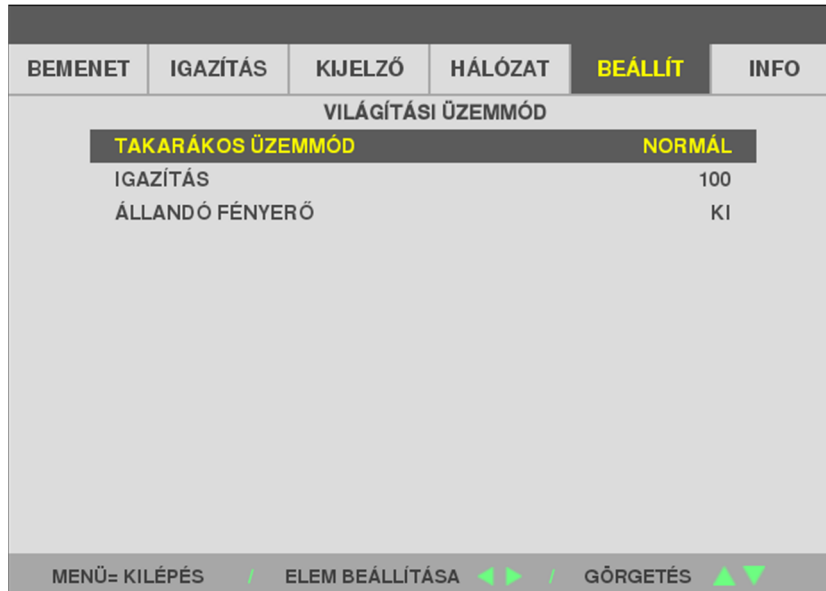 BEMENET IGAZÍTÁS KIJELZŐ HÁLÓZAT BEÁLLÍT INFO
VILÁGÍTÁSI ÜZEMMÓD
TAKARÁKOS ÜZEMMÓD NORMÁL
IGAZÍTÁS 100
ÁLLANDÓ FÉNYERŐ KI
MENÜ= KILÉPÉS / ELEM BEÁLLÍTÁSA ◀ ▶ / GÖRGETÉS ▲ ▼